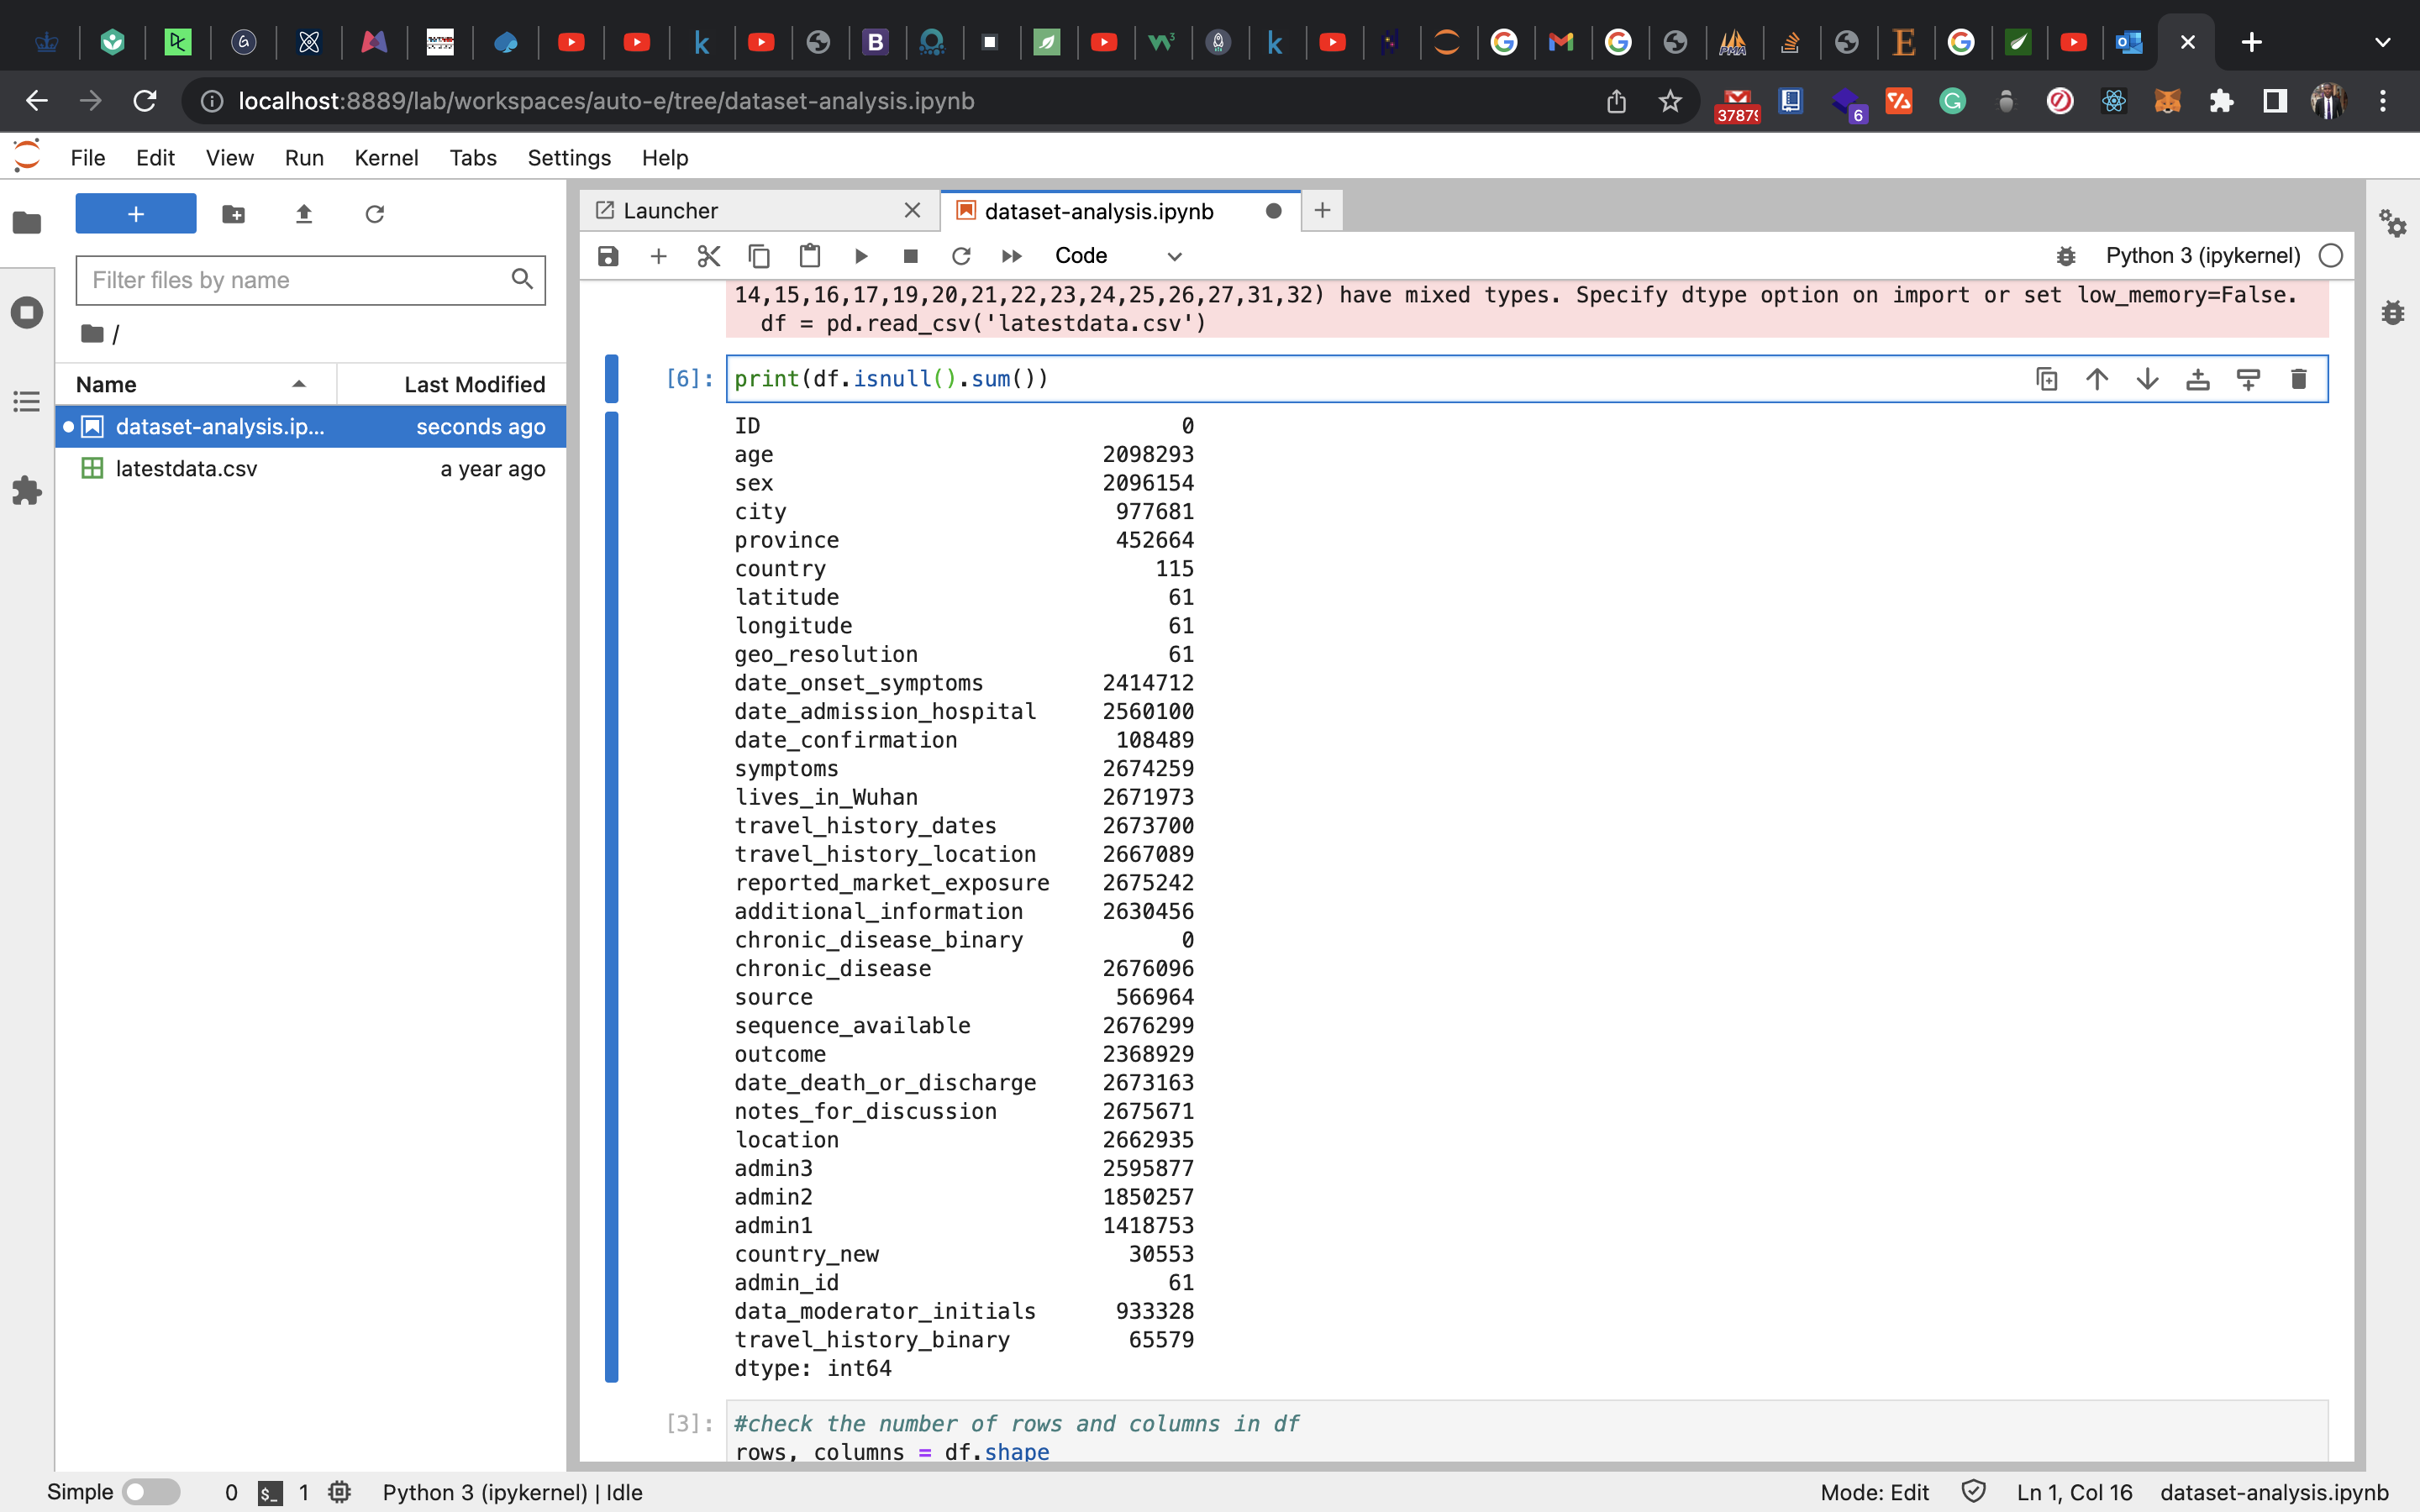 localhost:8889/lab/workspaces/auto-e/tree/dataset-analysis.ipynb
6
File Edit View Run Kernel Tabs Settings Help
Launcher
dataset-analysis.ipynb
Code
Python 3 (ipykernel)
Filter files by name
/
Name Last Modified
dataset-analysis.ip... seconds ago
latestdata.csv a year ago
14,15,16,17,19,20,21,22,23,24,25,26,27,31,32) have mixed types. Specify dtype option on import or set low_memory=False.
df = pd.read_csv('latestdata.csv')
[6]: print(df.isnull().sum())
ID 0
age 2098293
sex 2096154
city 977681
province 452664
country 115
latitude 61
longitude 61
geo_resolution 61
date_onset_symptoms 2414712
date_admission_hospital 2560100
date_confirmation 108489
symptoms 2674259
lives_in_Wuhan 2671973
travel_history_dates 2673700
travel_history_location 2667089
reported_market_exposure 2675242
additional_information 2630456
chronic_disease_binary 0
chronic_disease 2676096
source 566964
sequence_available 2676299
outcome 2368929
date_death_or_discharge 2673163
notes_for_discussion 2675671
location 2662935
admin3 2595877
admin2 1850257
admin1 1418753
country_new 30553
admin_id 61
data_moderator_initials 933328
travel_history_binary 65579
dtype: int64
[3]: #check the number of rows and columns in df
rows, columns = df.shape
Simple 0 $_ 1 Python 3 (ipykernel) | Idle
Mode: Edit Ln 1, Col 16 dataset-analysis.ipynb